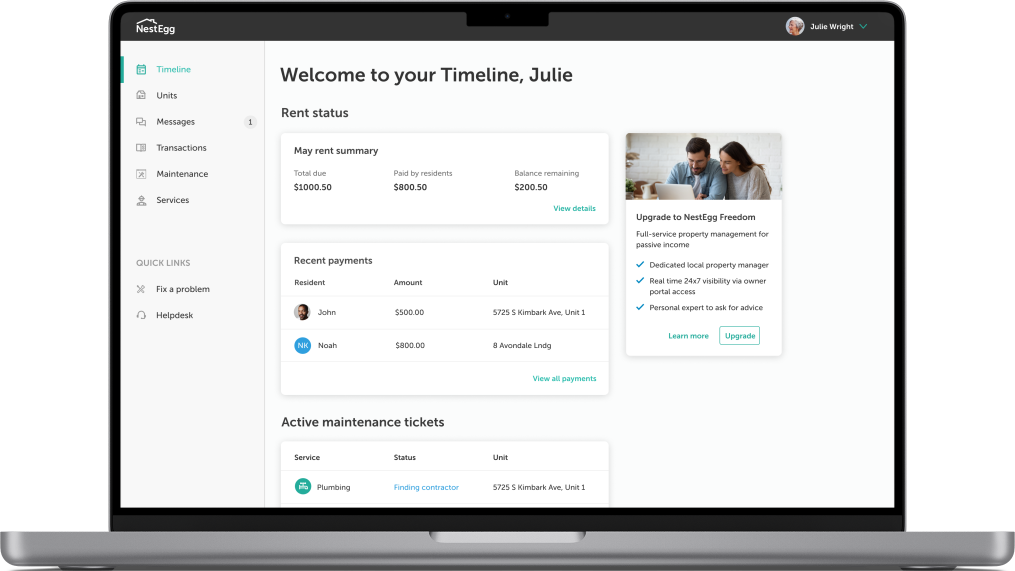 NestEgg
Julie Wright
Timeline
Units
Messages 1
Transactions
Maintenance
Services
QUICK LINKS
Fix a problem
Helpdesk
Welcome to your Timeline, Julie
Rent status
May rent summary
Total due Paid by residents Balance remaining
$1000.50 $800.50 $200.50
View details
Recent payments
Resident Amount Unit
John $500.00 5725 S Kimbark Ave, Unit 1
NK Noah $800.00 8 Avondale Lndg
View all payments
Active maintenance tickets
Service Status Unit
Plumbing Finding contractor 5725 S Kimbark Ave, Unit 1
Upgrade to NestEgg Freedom
Full-service property management for
passive income
Dedicated local property manager
Real time 24x7 visibility via owner
portal access
Personal expert to ask for advice
Learn more Upgrade